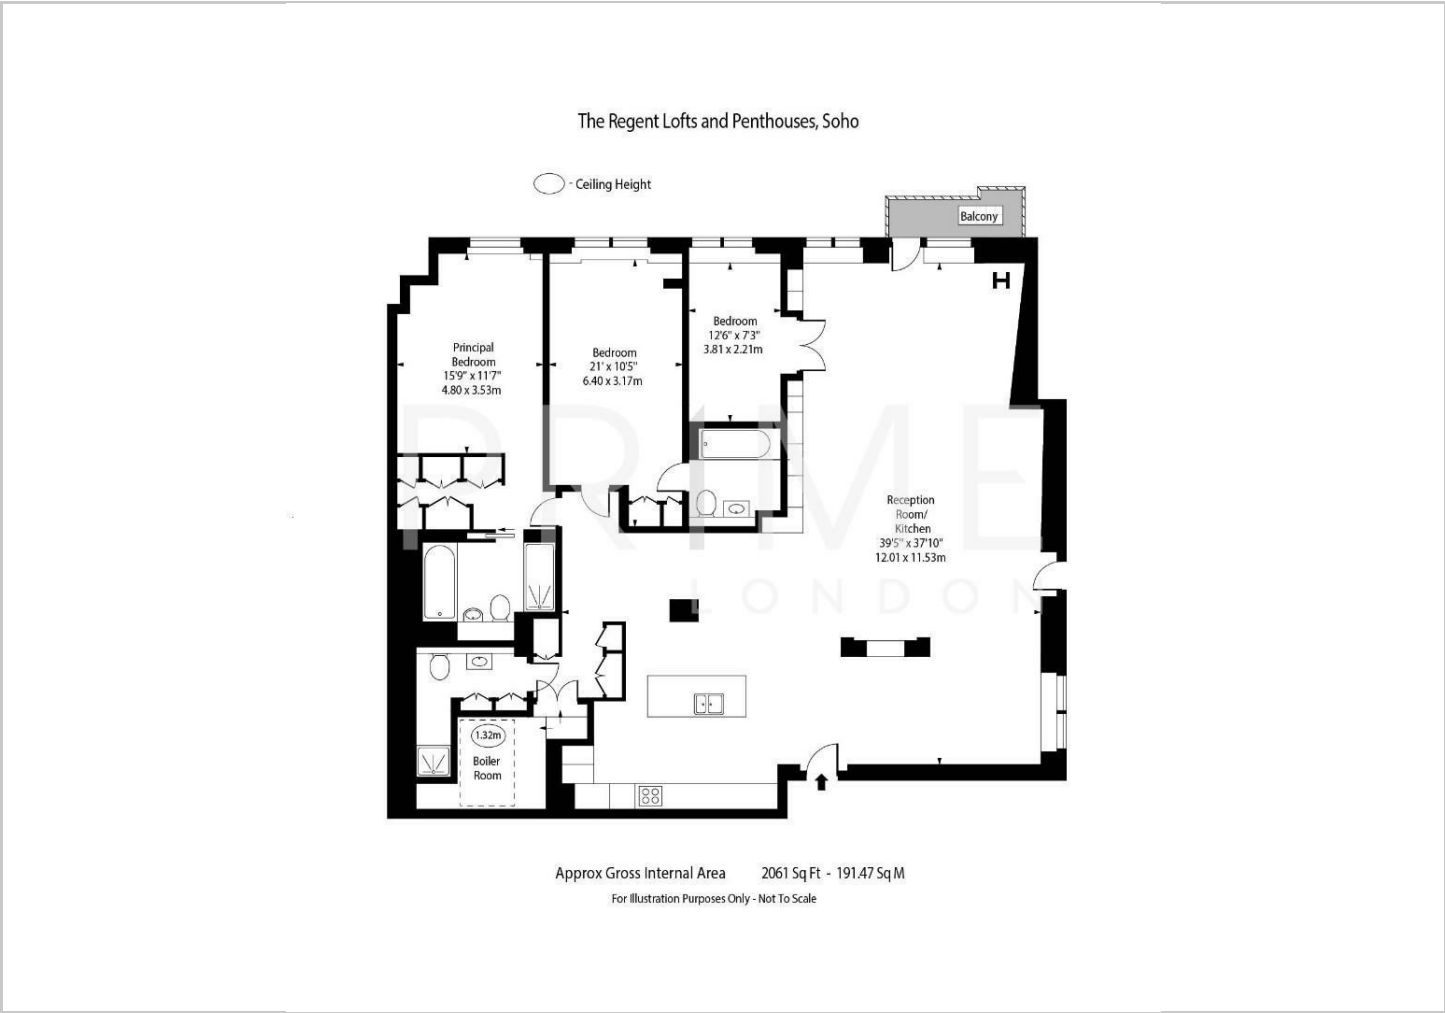 The Regent Lofts and Penthouses, Soho
- Ceiling Height
Balcony
H
Principal
Bedroom
15'9" x 11'7"
4.80 x 3.53m
Bedroom
21' x 10'5"
6.40 x 3.17m
Bedroom
12'6" x 7'3"
3.81 x 2.21m
PRIME
LONDON
Reception
Room/
Kitchen
39'5" x 37'10"
12.01 x 11.53m
1.32m
Boiler
Room
Approx Gross Internal Area 2061 Sq Ft - 191.47 Sq M
For Illustration Purposes Only - Not To Scale